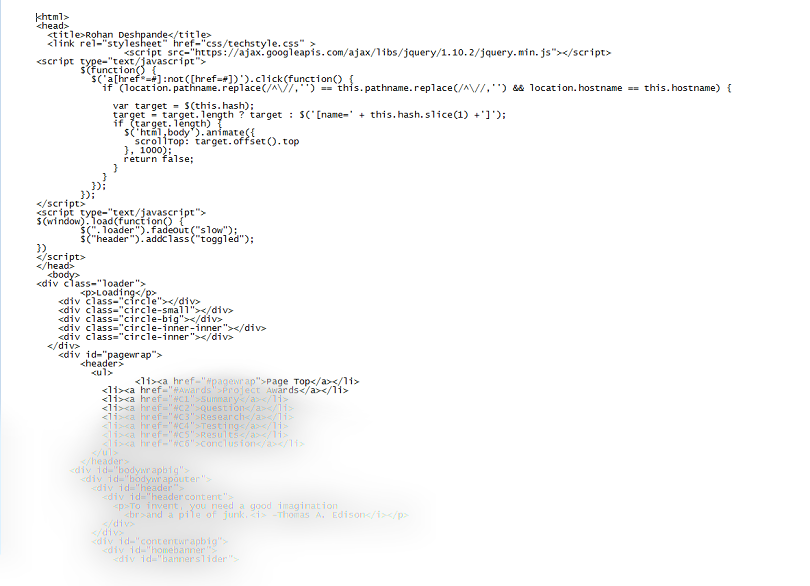 <html>
<head>
<title>Rohan Deshpande</title>
<link rel="stylesheet" href="css/techstyle.css" >
<script src="https://ajax.googleapis.com/ajax/libs/jquery/1.10.2/jquery.min.js"></script>
<script type="text/javascript">
$(function() {
$('a[href*=#]:not([href=#])').click(function() {
if (location.pathname.replace(/^\//,'') == this.pathname.replace(/^\//,'') && location.hostname == this.hostname) {
var target = $(this.hash);
target = target.length ? target : $('[name=' + this.hash.slice(1) +']');
if (target.length) {
$('html,body').animate({
scrollTop: target.offset().top
}, 1000);
return false;
}
}
});
});
</script>
<script type="text/javascript">
$(window).load(function() {
$(".loader").fadeOut("slow");
$("header").addClass("toggled");
})
</script>
</head>
<body>
<div class="loader">
<p>Loading</p>
<div class="circle"></div>
<div class="circle-small"></div>
<div class="circle-big"></div>
<div class="circle-inner-inner"></div>
<div class="circle-inner"></div>
</div>
<div id="pagewrap">
<header>
<ul>
<li><a href="#pagewrap">Page Top</a></li>
<li><a href="#Awards">Project Awards</a></li>
<li><a href="#C1">Summary</a></li>
<li><a href="#C2">Question</a></li>
<li><a href="#C3">Research</a></li>
<li><a href="#C4">Testing</a></li>
<li><a href="#C5">Results</a></li>
<li><a href="#C6">Conclusion</a></li>
</ul>
</header>
<div id="bodywrapbig">
<div id="bodywrapouter">
<div id="header">
<div id="headercontent">
<p>To invent, you need a good imagination
<br>and a pile of junk.<i> -Thomas A. Edison</i></p>
</div>
</div>
<div id="contentwrapbig">
<div id="homebanner">
<div id="bannerslider">